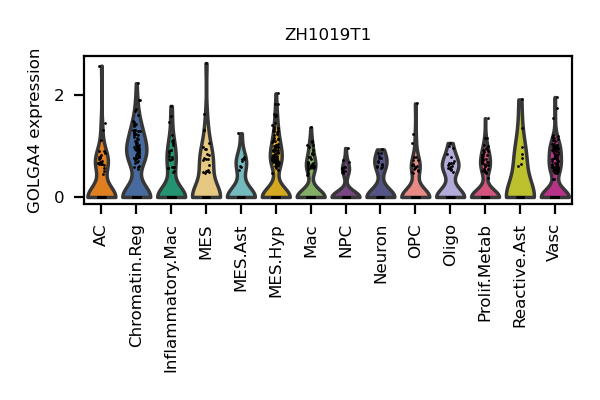 ZH1019T1
GOLGA4 expression
2
0
AC
Chromatin.Reg
Inflammatory.Mac
MES
MES.Ast
MES.Hyp
Mac
NPC
Neuron
OPC
Oligo
Prolif.Metab
Reactive.Ast
Vasc